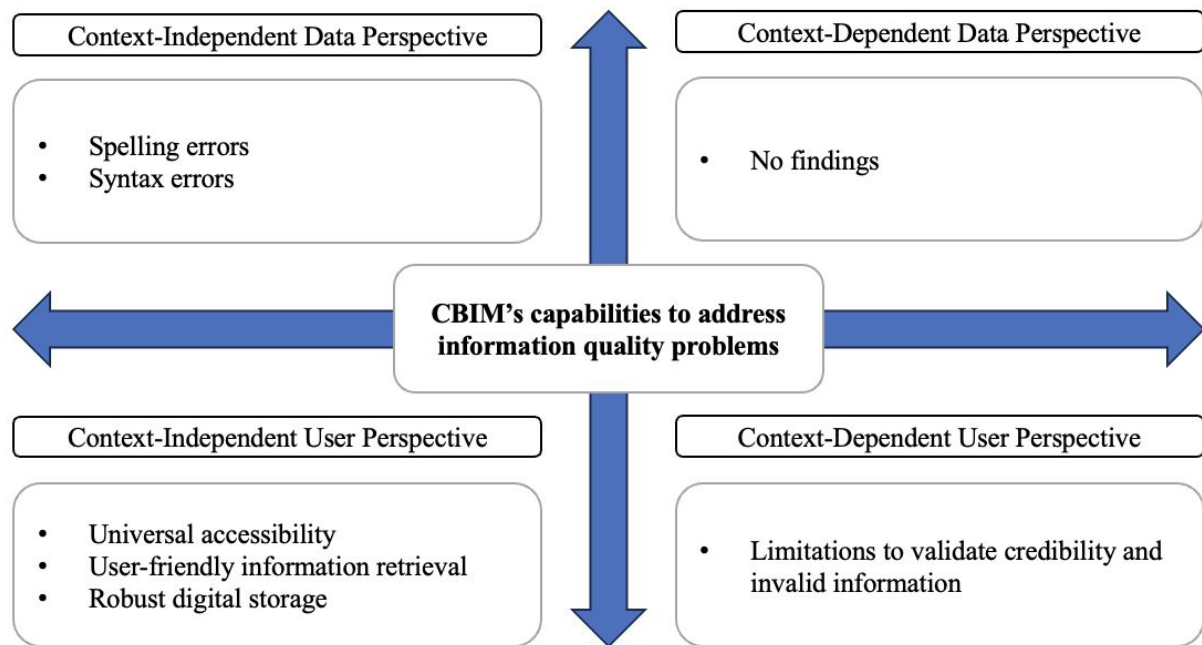 Context-Independent Data Perspective
Context-Dependent Data Perspective
• Spelling errors
• Syntax errors
• No findings
CBIM’s capabilities to address
information quality problems
Context-Independent User Perspective
Context-Dependent User Perspective
• Universal accessibility
• User-friendly information retrieval
• Robust digital storage
• Limitations to validate credibility and
invalid information